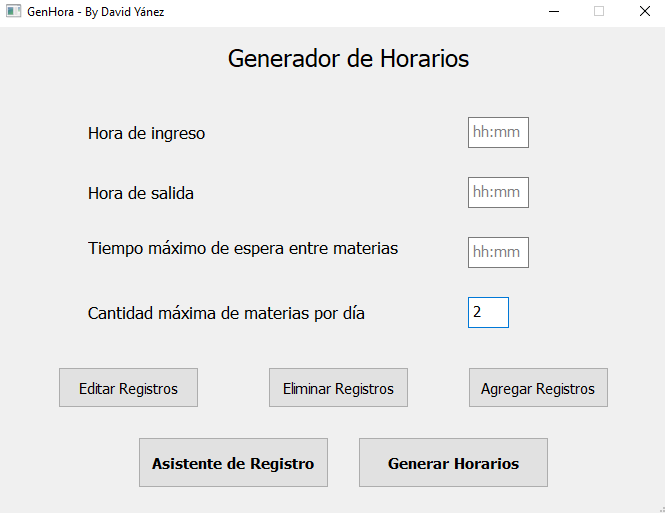 GenHora - By David Yánez
Generador de Horarios
Hora de ingreso
hh:mm
Hora de salida
hh:mm
Tiempo máximo de espera entre materias
hh:mm
Cantidad máxima de materias por día
2
Editar Registros
Eliminar Registros
Agregar Registros
Asistente de Registro
Generar Horarios